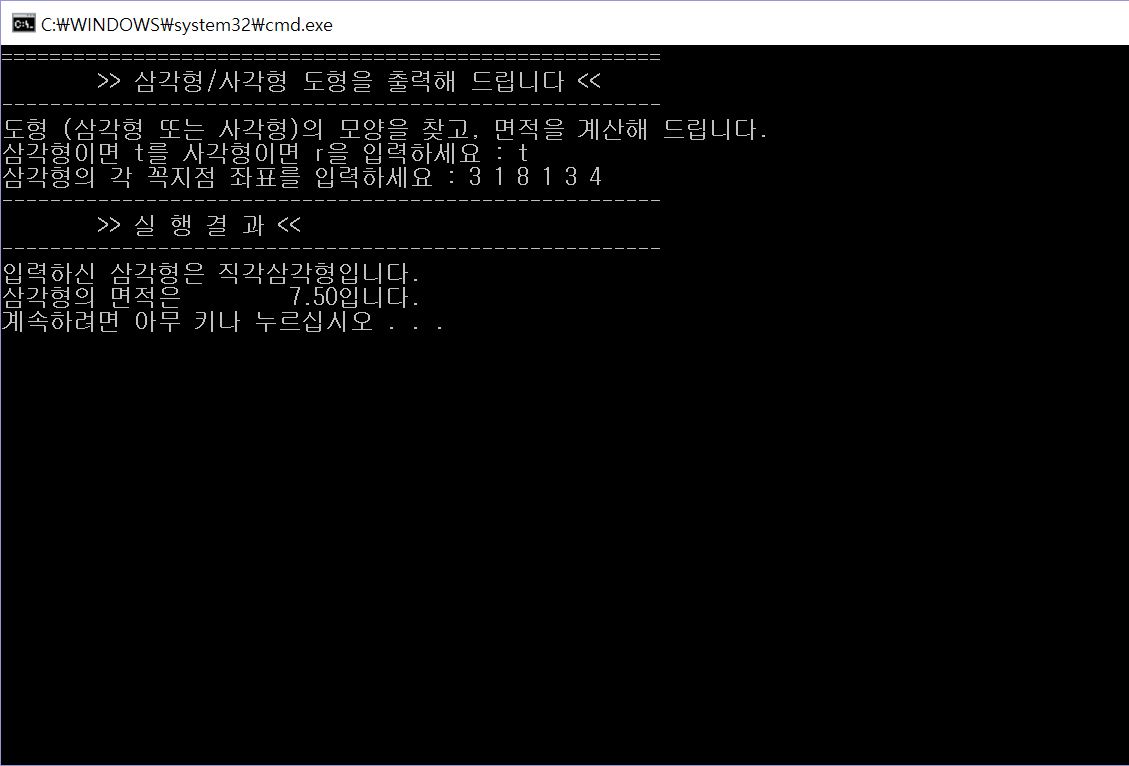 C:\WINDOWS\system32\cmd.exe
=======================================================
>> 삼각형/사각형 도형을 출력해 드립니다 <<
-------------------------------------------------------
도형 (삼각형 또는 사각형)의 모양을 찾고, 면적을 계산해 드립니다.
삼각형이면 t를 사각형이면 r을 입력하세요 : t
삼각형의 각 꼭지점 좌표를 입력하세요 : 3 1 8 1 3 4
-------------------------------------------------------
>> 실 행 결 과 <<
-------------------------------------------------------
입력하신 삼각형은 직각삼각형입니다.
삼각형의 면적은         7.50입니다.
계속하려면 아무 키나 누르십시오 . . .